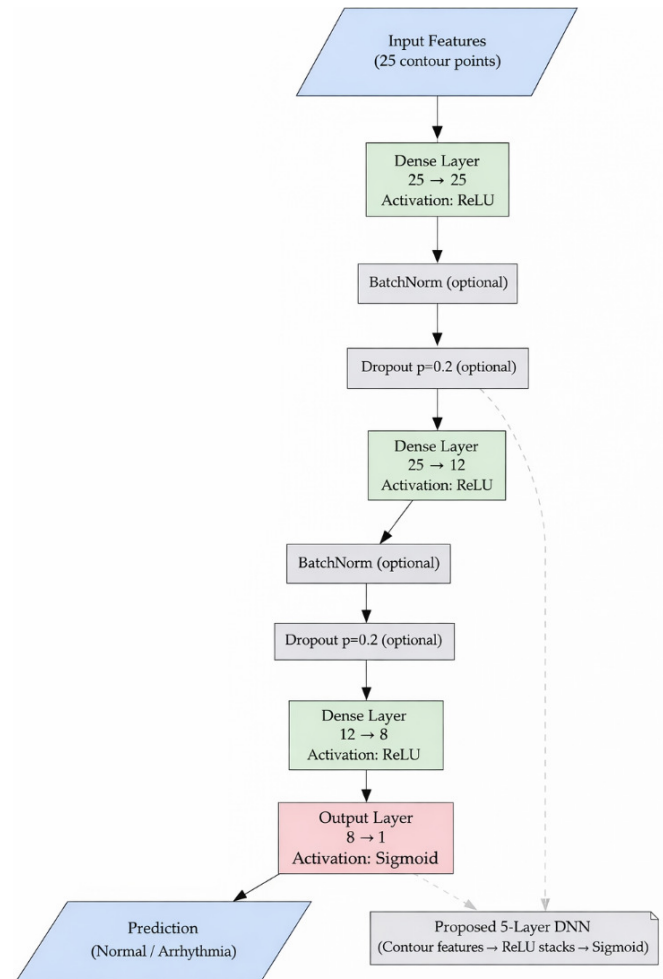 Input Features
(25 contour points)
Dense Layer
25 → 25
Activation: ReLU
BatchNorm (optional)
Dropout p=0.2 (optional)
Dense Layer
25 → 12
Activation: ReLU
BatchNorm (optional)
Dropout p=0.2 (optional)
Dense Layer
12 → 8
Activation: ReLU
Output Layer
8 → 1
Activation: Sigmoid
Prediction
(Normal / Arrhythmia)
Proposed 5-Layer DNN
(Contour features → ReLU stacks → Sigmoid)